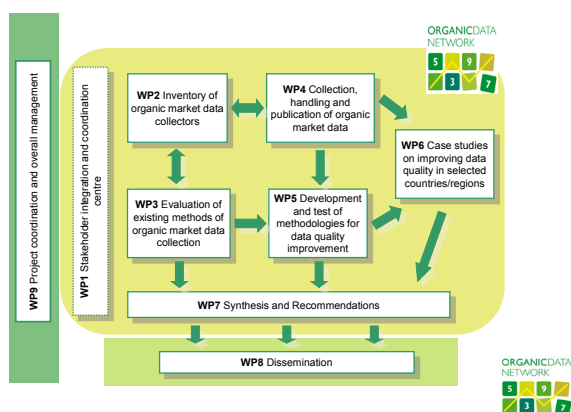 ORGANICDATA
NETWORK
5 9
3 7
WP9 Project coordination and overall management
WP1 Stakeholder integration and coordination
centre
WP2 Inventory of
organic market data
collectors
WP4 Collection,
handling and
publication of organic
market data
WP6 Case studies
on improving data
quality in selected
countries/regions
WP3 Evaluation of
existing methods of
organic market data
collection
WP5 Development
and test of
methodologies for
data quality
improvement
WP7 Synthesis and Recommendations
WP8 Dissemination
ORGANICDATA
NETWORK
5 9
3 7